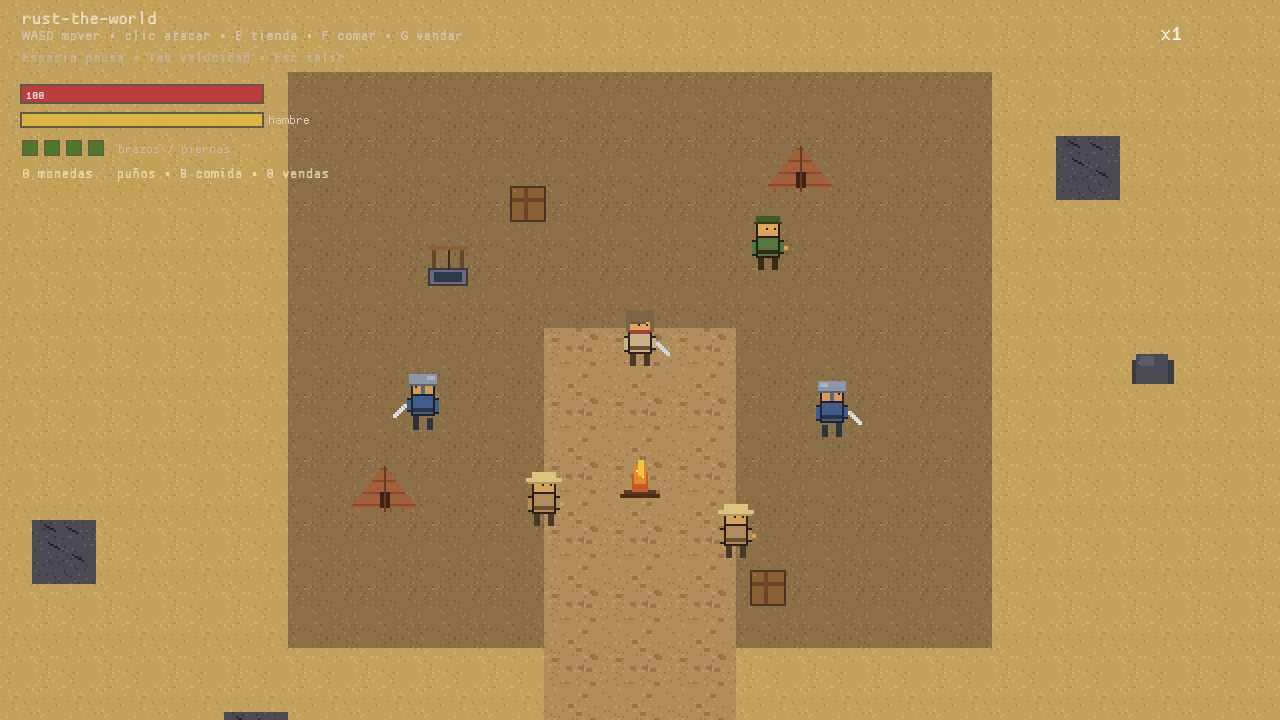 rust-the-world
WASD mover • clic atacar • E tienda • F comer • G vendar
x1
Espacio pausa • Tab velocidad • Esc salir
100
hambre
brazos / piernas
0 monedas   puños • 0 comida • 0 vendas